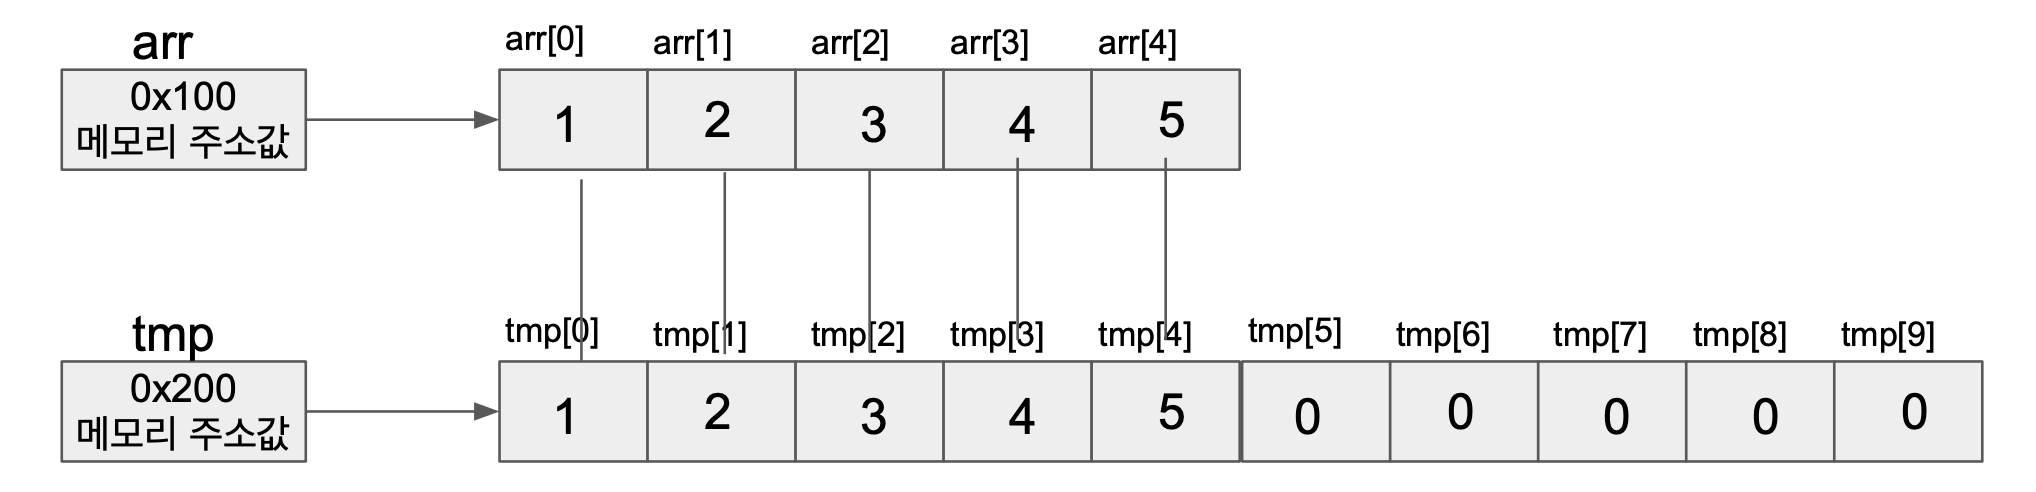 arr
arr[0] arr[1] arr[2] arr[3] arr[4]
0x100
메모리 주소값
1 2 3 4 5
tmp
tmp[0] tmp[1] tmp[2] tmp[3] tmp[4] tmp[5] tmp[6] tmp[7] tmp[8] tmp[9]
0x200
메모리 주소값
1 2 3 4 5 0 0 0 0 0